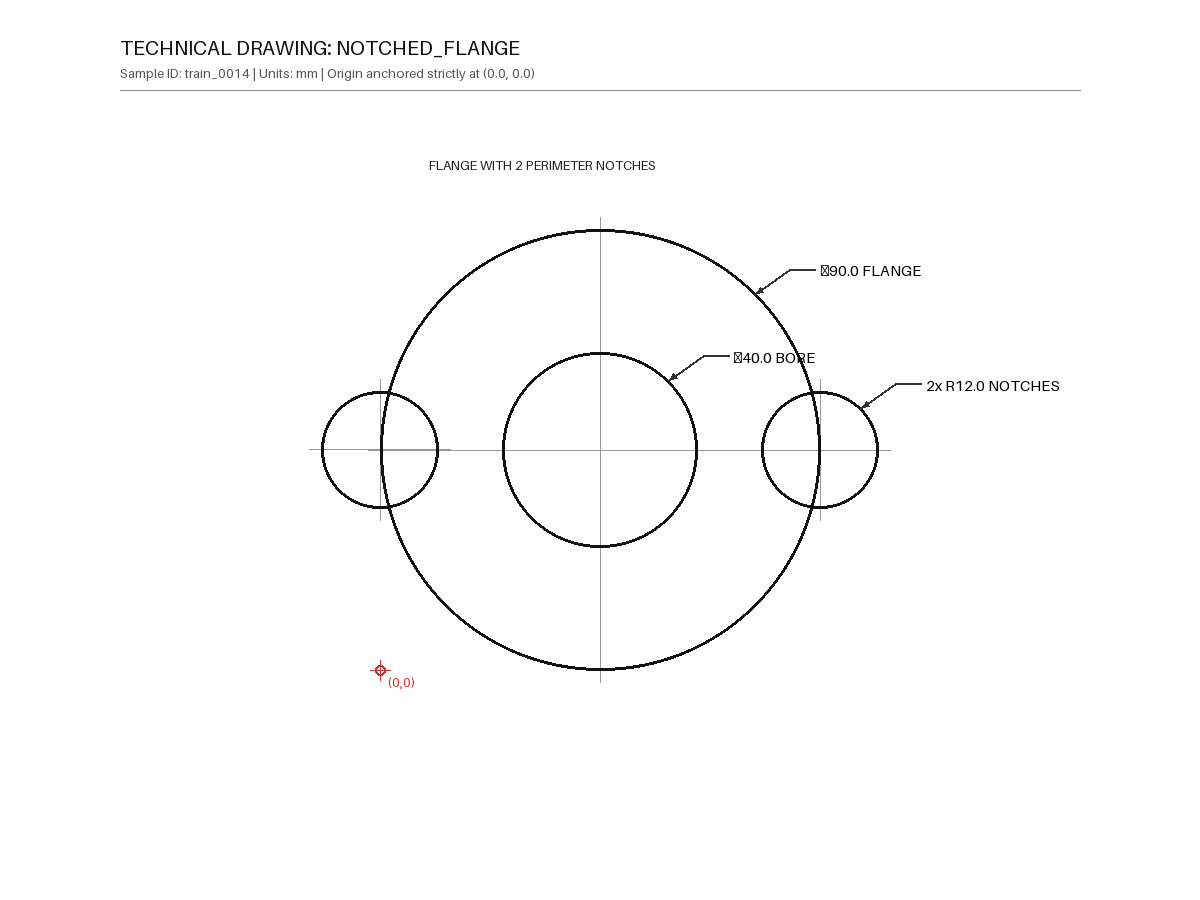 TECHNICAL DRAWING: NOTCHED_FLANGE
Sample ID: train_0014 | Units: mm | Origin anchored strictly at (0.0, 0.0)
FLANGE WITH 2 PERIMETER NOTCHES
90.0 FLANGE
40.0 BORE
2x R12.0 NOTCHES
(0,0)